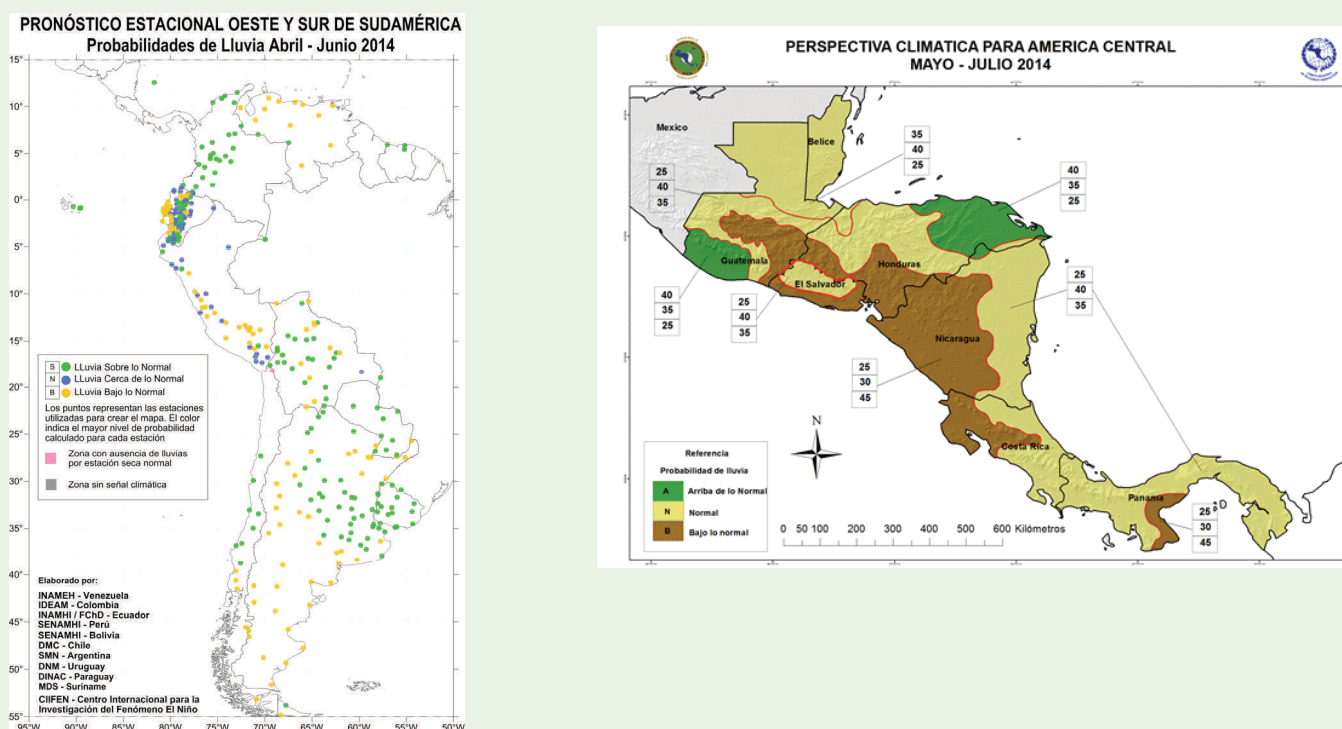 PRONÓSTICO ESTACIONAL OESTE Y SUR DE SUDAMÉRICA
Probabilidades de Lluvia Abril - Junio 2014
15°
10°
5°
0°
5°
10°
15°
20°
25°
30°
35°
40°
45°
50°
55°
95°W 90°W 85°W 80°W 75°W 70°W 65°W 60°W 55°W 50°W
S LLuvia Sobre lo Normal
N LLuvia Cerca de lo Normal
B LLuvia Bajo lo Normal
Los puntos representan las estaciones
utilizadas para crear el mapa. El color
indica el mayor nivel de probabilidad
calculado para cada estación
Zona con ausencia de lluvias
por estación seca normal
Zona sin señal climática
Elaborado por:
INAMEH - Venezuela
IDEAM - Colombia
INAMHI / FChD - Ecuador
SENAMHI - Perú
SENAMHI - Bolivia
DMC - Chile
SMN - Argentina
DNM - Uruguay
DINAC - Paraguay
MDS - Suriname
CIIFEN - Centro Internacional para la
Investigación del Fenómeno El Niño
PERSPECTIVA CLIMATICA PARA AMERICA CENTRAL
MAYO - JULIO 2014
Mexico
Belice
35
40
25
25
40
35
40
35
25
Guatemala
Honduras
El Salvador
25
40
35
40
35
25
25
40
35
Nicaragua
25
30
45
N
Costa Rica
Panama
D
25
30
45
Referencia
Probabilidad de lluvia
A Arriba de lo Normal
N Normal
B Bajo lo normal
0 50 100 200 300 400 500 600 Kilómetros